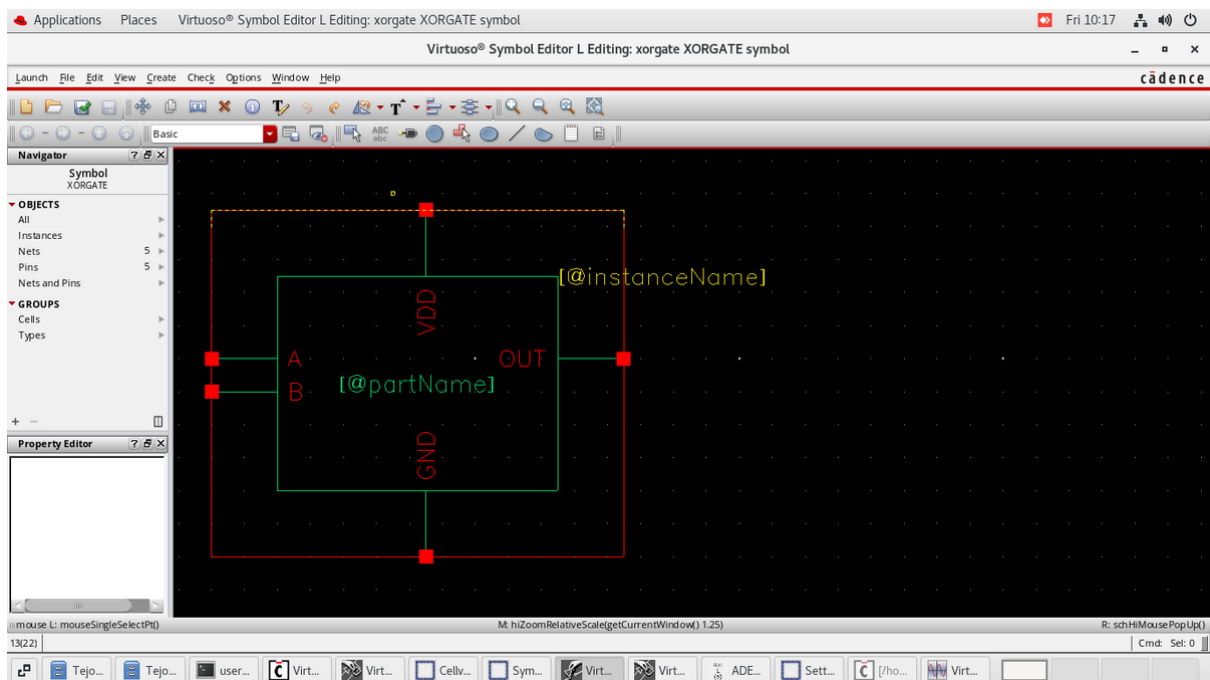 Applications Places Virtuoso® Symbol Editor L Editing: xorgate XORGATE symbol Fri 10:17
Virtuoso® Symbol Editor L Editing: xorgate XORGATE symbol
Launch File Edit View Create Check Options Window Help cādence
Basic
ABC
abc
Navigator
Symbol
XORGATE
OBJECTS
All
Instances
Nets 5
Pins 5
Nets and Pins
GROUPS
Cells
Types
Property Editor
[@instanceName]
VDD
A
OUT
[@partName]
B
GND
mouse L: mouseSingleSelectPt() M: hiZoomRelativeScale(getCurrentWindow() 1.25) R: schHiMousePopUp()
13(22) Cmd: Sel: 0
Tejo... Tejo... user... Virt... Virt... Cellv... Sym... Virt... Virt... ADE... Sett... [/ho... Virt...